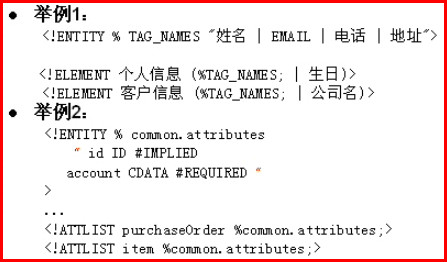 • 举例1：
<!ENTITY % TAG_NAMES "姓名 | EMAIL | 电话 | 地址">
<!ELEMENT 个人信息 (%TAG_NAMES; | 生日)>
<!ELEMENT 客户信息 (%TAG_NAMES; | 公司名)>
• 举例2：
<!ENTITY % common.attributes
" id ID #IMPLIED
account CDATA #REQUIRED "
>
...
<!ATTLIST purchaseOrder %common.attributes;>
<!ATTLIST item %common.attributes;>